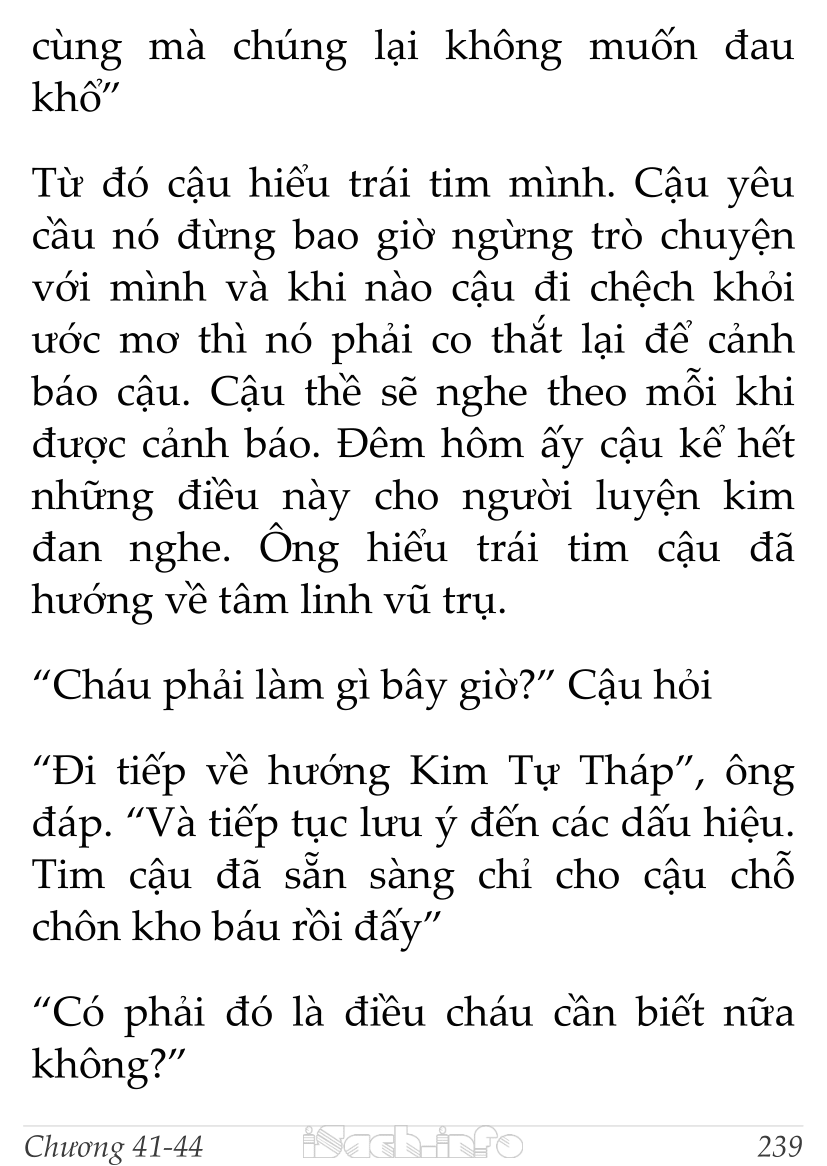 cùng mà chúng lại không muốn đau
khổ”
Từ đó cậu hiểu trái tim mình. Cậu yêu
cầu nó đừng bao giờ ngừng trò chuyện
với mình và khi nào cậu đi chệch khỏi
ước mơ thì nó phải co thắt lại để cảnh
báo cậu. Cậu thề sẽ nghe theo mỗi khi
được cảnh báo. Đêm hôm ấy cậu kể hết
những điều này cho người luyện kim
đan nghe. Ông hiểu trái tim cậu đã
hướng về tâm linh vũ trụ.
“Cháu phải làm gì bây giờ?” Cậu hỏi
“Đi tiếp về hướng Kim Tự Tháp”, ông
đáp. “Và tiếp tục lưu ý đến các dấu hiệu.
Tim cậu đã sẵn sàng chỉ cho cậu chỗ
chôn kho báu rồi đấy”
“Có phải đó là điều cháu cần biết nữa
không?”
Chương 41-44 iSach.info 239